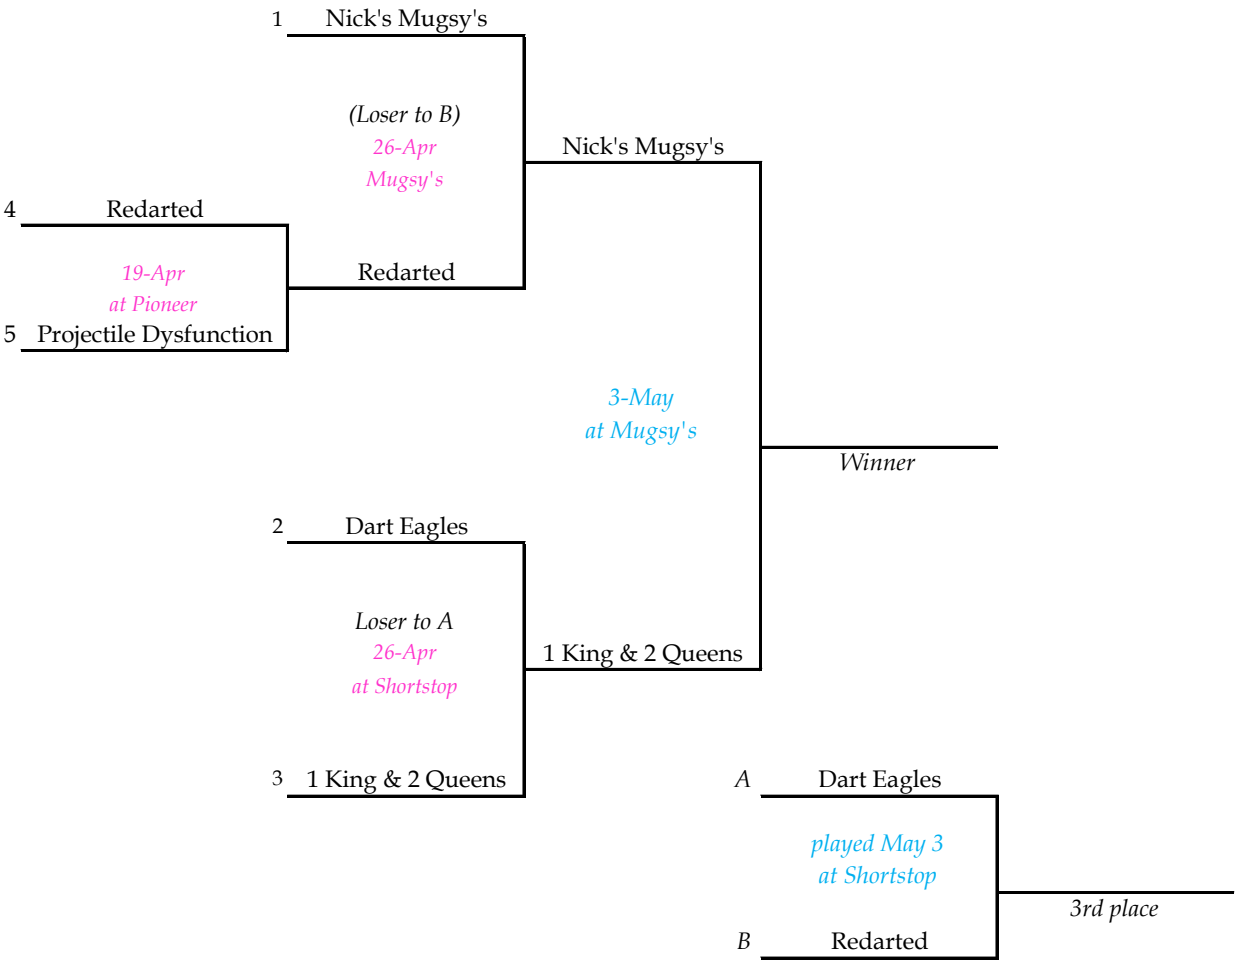 1 Nick's Mugsy's
(Loser to B)
26-Apr
Mugsy's
Nick's Mugsy's
4 Redarted
19-Apr
at Pioneer
Redarted
5 Projectile Dysfunction
3-May
at Mugsy's
Winner
2 Dart Eagles
Loser to A
26-Apr
at Shortstop
1 King & 2 Queens
3 1 King & 2 Queens
A Dart Eagles
played May 3
at Shortstop
3rd place
B Redarted